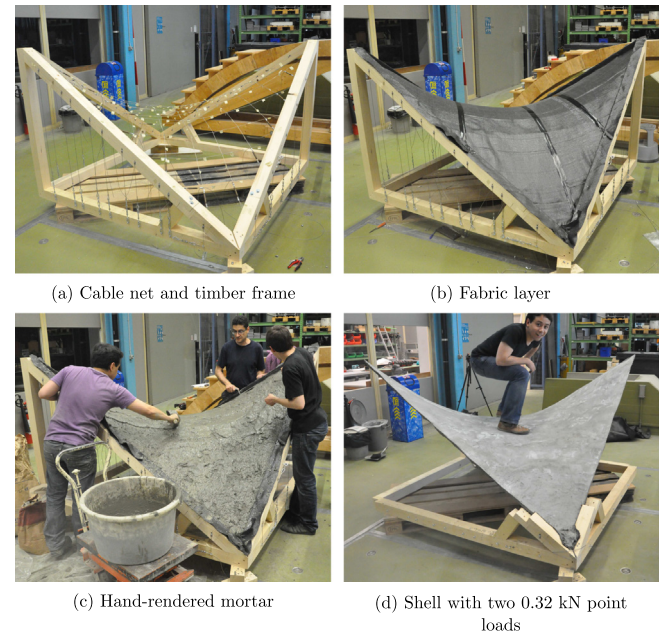 (a) Cable net and timber frame
(b) Fabric layer
(c) Hand-rendered mortar
(d) Shell with two 0.32 kN point
loads